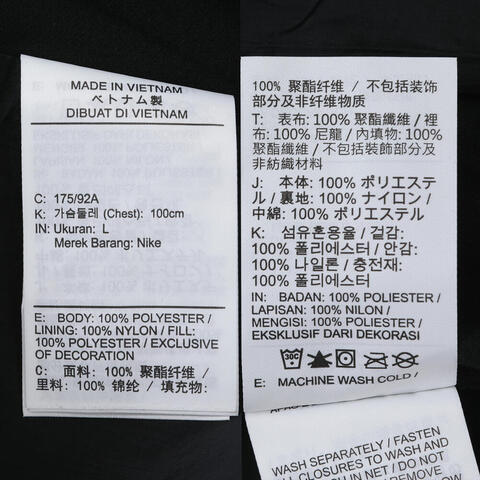 MADE IN VIETNAM
ベトナム製
DIBUAT DI VIETNAM
C: 175/92A
K: 가슴둘레 (Chest): 100cm
IN: Ukuran: L
Merek Barang: Nike
E: BODY: 100% POLYESTER/
LINING: 100% NYLON / FILL:
100% POLYESTER / EXCLUSIVE
OF DECORATION
C: 面料: 100% 聚酯纤维 /
里料: 100% 锦纶 / 填充物:
100% 聚酯纤维 / 不包括装饰
部分及非纤维物质
T: 表布: 100% 聚酯纖維 / 裡
布: 100% 尼龍 / 內填物: 100%
聚酯纖維 / 不包括裝飾部分及
非紡織材料
J: 本体: 100% ポリエステ
ル / 裏地: 100% ナイロン /
中綿: 100% ポリエステル
K: 섬유혼용율 / 겉감:
100% 폴리에스터 / 안감:
100% 나일론 / 충전재:
100% 폴리에스터
IN: BADAN: 100% POLIESTER /
LAPISAN: 100% NILON /
MENGISI: 100% POLIESTER /
EKSKLUSIF DARI DEKORASI
30C
E: MACHINE WASH COLD /
WASH SEPARATELY / FASTEN
ALL CLOSURES TO WASH AND
IN NET / DO NOT
REMOVE